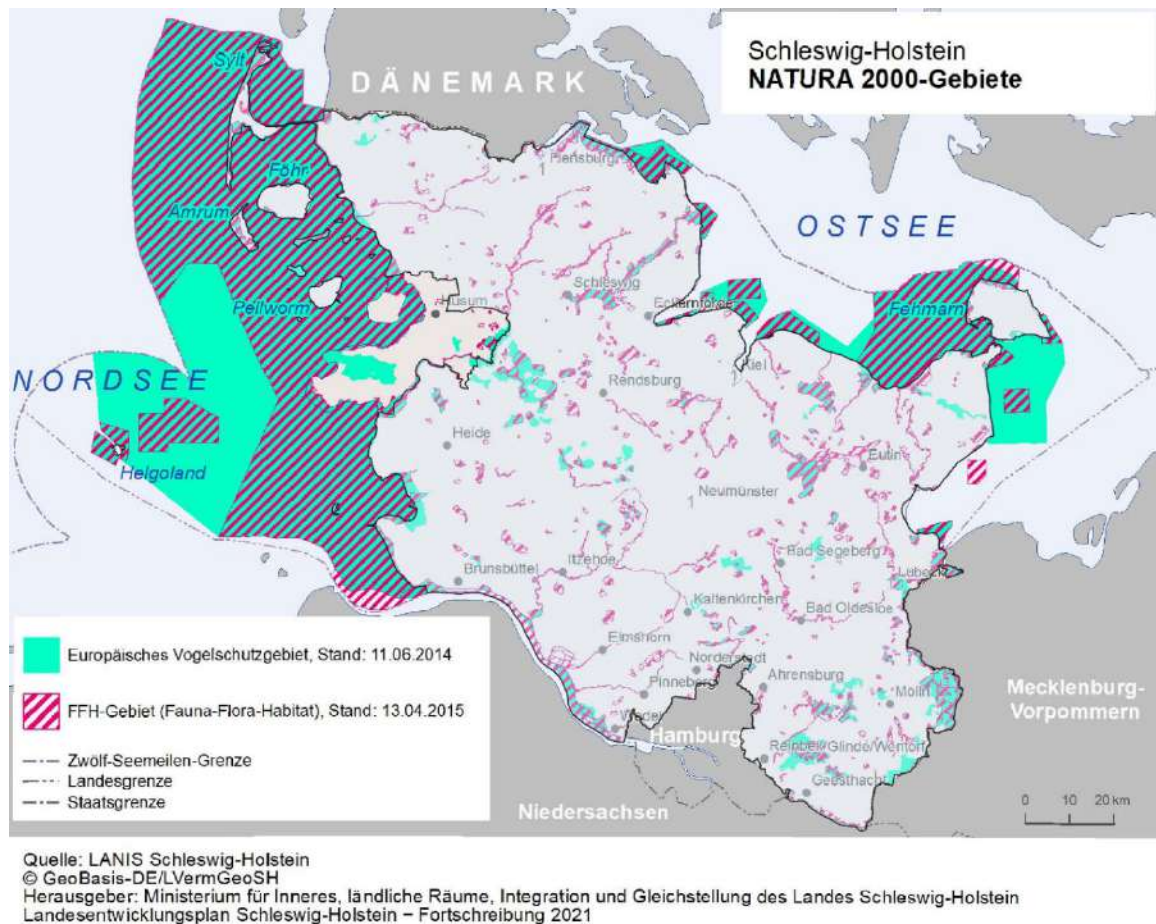 Schleswig-Holstein
NATURA 2000-Gebiete
DÄNEMARK
Sylt
Flensburg
1
Föhr
Amrum
OSTSEE
Schleswig
Eckernförde
Fehmarn
Pellworm
Husum
NORDSEE
Kiel
1
Rendsburg
Heide
Eutin
Helgoland
Neumünster
1
Bad Segeberg
Itzehoe
Brunsbüttel
Lübeck
Kaltenkirchen
Bad Oldesloe
Elmshorn
Norderstedt
Pinneberg
Ahrensburg
Mölln
Mecklenburg-
Vorpommern
Wedel
Hamburg
Reinbek/Glinde/Wentorf
Geesthacht
Niedersachsen
0 10 20 km
Europäisches Vogelschutzgebiet, Stand: 11.06.2014
FFH-Gebiet (Fauna-Flora-Habitat), Stand: 13.04.2015
Zwölf-Seemeilen-Grenze
Landesgrenze
Staatsgrenze
Quelle: LANIS Schleswig-Holstein
© GeoBasis-DE/LVermGeoSH
Herausgeber: Ministerium für Inneres, ländliche Räume, Integration und Gleichstellung des Landes Schleswig-Holstein
Landesentwicklungsplan Schleswig-Holstein – Fortschreibung 2021